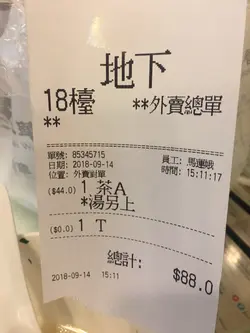 地下
18檯 **外賣總單
**
單號: 85345715
日期: 2018-09-14 員工: 馬運娥
位置: 外賣對單 時間: 15:11:17
($44.0) 1 茶A
*湯另上
($0.0) 1 T
總計: $88.0
2018-09-14 15:11